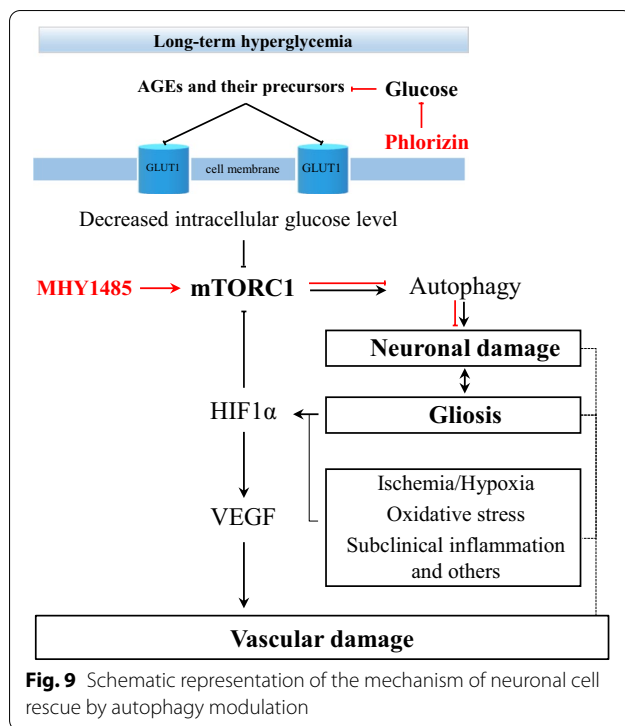 Long-term hyperglycemia
AGEs and their precursors
Glucose
Phlorizin
GLUT1
cell membrane
GLUT1
Decreased intracellular glucose level
MHY1485
mTORC1
Autophagy
Neuronal damage
HIF1α
Gliosis
VEGF
Ischemia/Hypoxia
Oxidative stress
Subclinical inflammation
and others
Vascular damage
Fig. 9 Schematic representation of the mechanism of neuronal cell
rescue by autophagy modulation